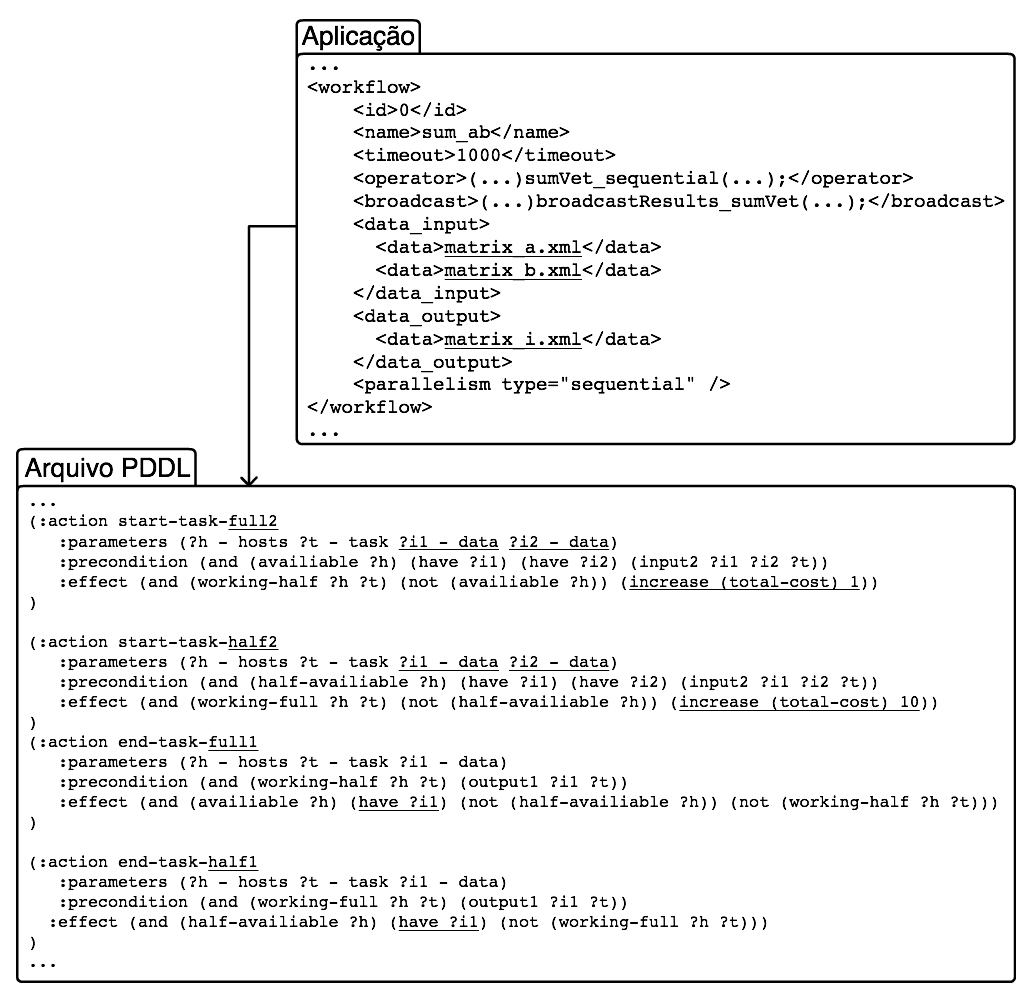 Aplicação
...
<workflow>
    <id>0</id>
    <name>sum_ab</name>
    <timeout>1000</timeout>
    <operator>(...)sumVet_sequential(...);</operator>
    <broadcast>(...)broadcastResults_sumVet(...);</broadcast>
    <data_input>
      <data>matrix_a.xml</data>
      <data>matrix_b.xml</data>
    </data_input>
    <data_output>
      <data>matrix_i.xml</data>
    </data_output>
    <parallelism type="sequential" />
</workflow>
...
Arquivo PDDL
...
(:action start-task-full2
   :parameters (?h - hosts ?t - task ?i1 - data ?i2 - data)
   :precondition (and (availiable ?h) (have ?i1) (have ?i2) (input2 ?i1 ?i2 ?t))
   :effect (and (working-half ?h ?t) (not (availiable ?h)) (increase (total-cost) 1))
)
(:action start-task-half2
   :parameters (?h - hosts ?t - task ?i1 - data ?i2 - data)
   :precondition (and (half-availiable ?h) (have ?i1) (have ?i2) (input2 ?i1 ?i2 ?t))
   :effect (and (working-full ?h ?t) (not (half-availiable ?h)) (increase (total-cost) 10))
)
(:action end-task-full1
   :parameters (?h - hosts ?t - task ?i1 - data)
   :precondition (and (working-half ?h ?t) (output1 ?i1 ?t))
   :effect (and (availiable ?h) (have ?i1) (not (half-availiable ?h)) (not (working-half ?h ?t)))
)
(:action end-task-half1
   :parameters (?h - hosts ?t - task ?i1 - data)
   :precondition (and (working-full ?h ?t) (output1 ?i1 ?t))
  :effect (and (half-availiable ?h) (have ?i1) (not (working-full ?h ?t)))
)
...